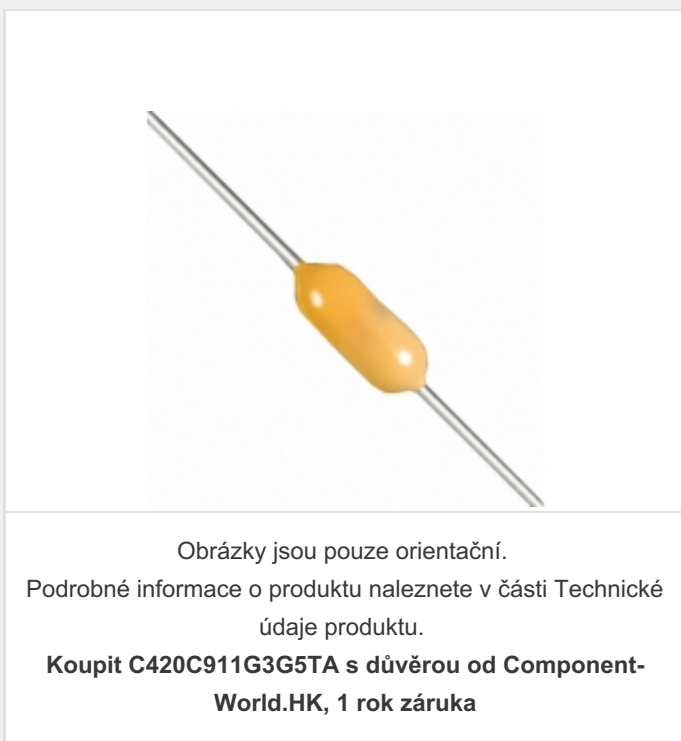 Obrázky jsou pouze orientační.
Podrobné informace o produktu naleznete v části Technické
údaje produktu.
Koupit C420C911G3G5TA s důvěrou od Component-
World.HK, 1 rok záruka